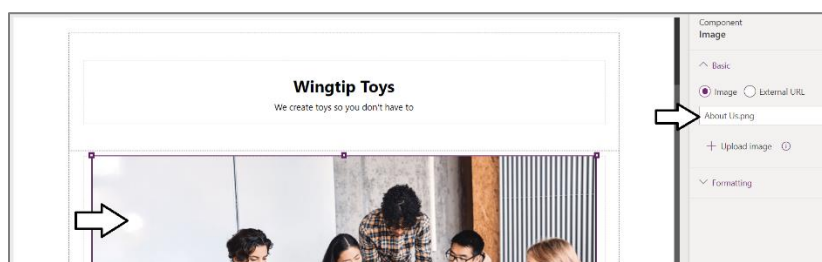 Component
Image
Basic
Image External URL
Wingtip Toys
We create toys so you don't have to
About Us.png
+ Upload image
Formatting